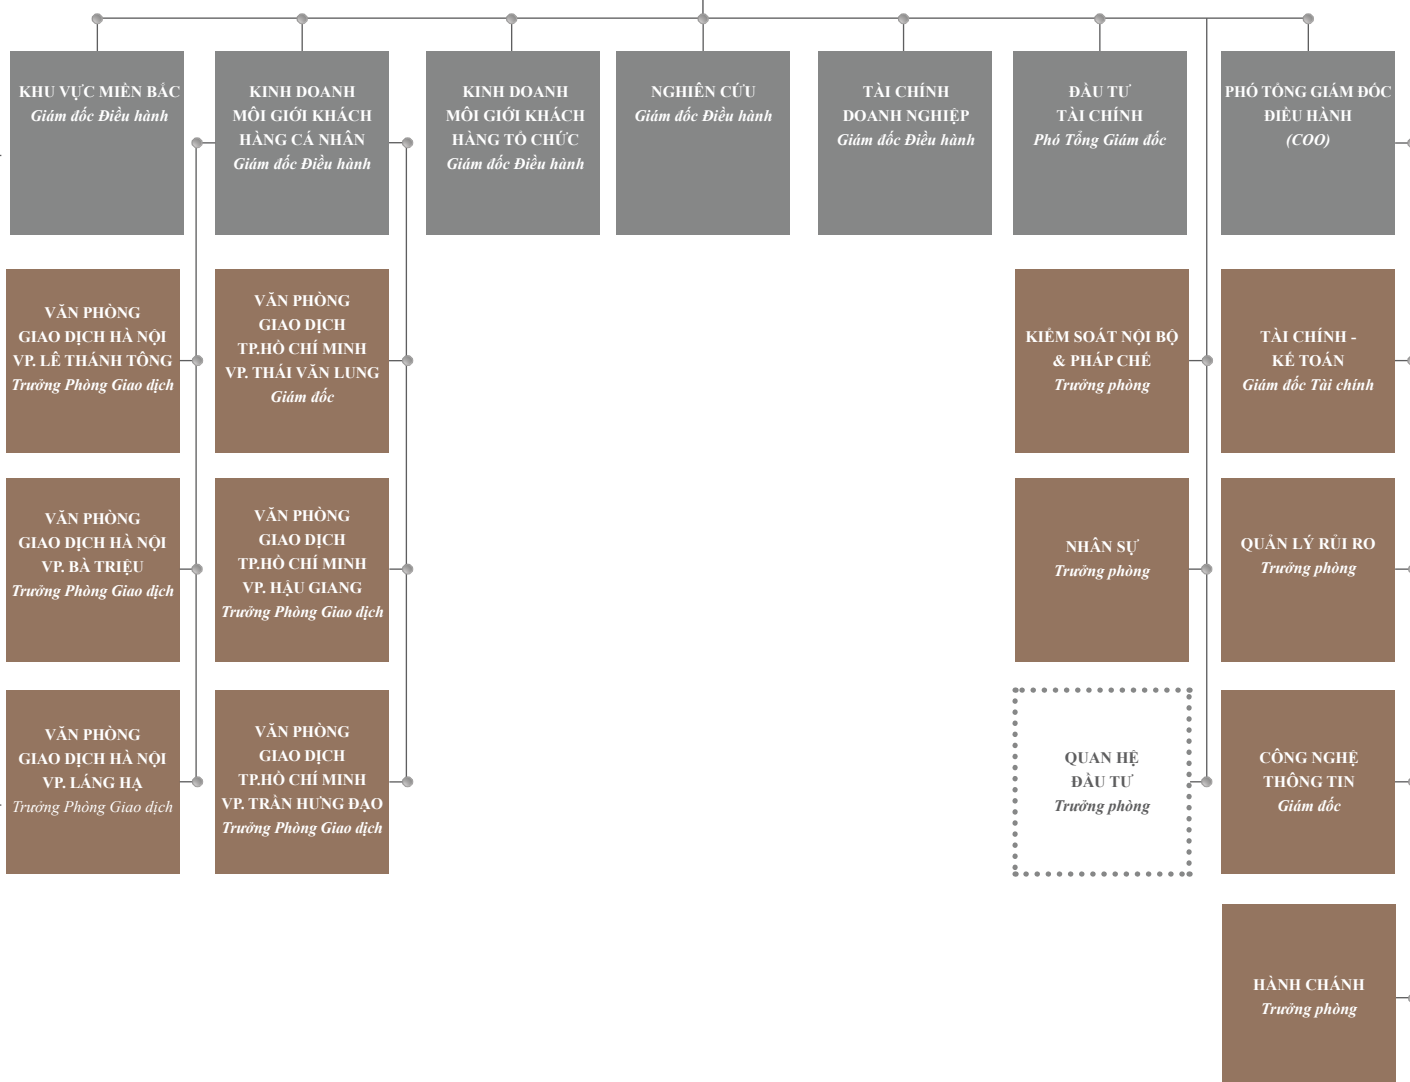 KHU VỰC MIỀN BẮC
Giám đốc Điều hành
KINH DOANH
MÔI GIỚI KHÁCH
HÀNG CÁ NHÂN
Giám đốc Điều hành
KINH DOANH
MÔI GIỚI KHÁCH
HÀNG TỔ CHỨC
Giám đốc Điều hành
NGHIÊN CỨU
Giám đốc Điều hành
TÀI CHÍNH
DOANH NGHIỆP
Giám đốc Điều hành
ĐẦU TƯ
TÀI CHÍNH
Phó Tổng Giám đốc
PHÓ TỔNG GIÁM ĐỐC
ĐIỀU HÀNH
(COO)
VĂN PHÒNG
GIAO DỊCH HÀ NỘI
VP. LÊ THÁNH TÔNG
Trưởng Phòng Giao dịch
VĂN PHÒNG
GIAO DỊCH
TP.HỒ CHÍ MINH
VP. THÁI VĂN LUNG
Giám đốc
KIỂM SOÁT NỘI BỘ
& PHÁP CHẾ
Trưởng phòng
TÀI CHÍNH -
KẾ TOÁN
Giám đốc Tài chính
VĂN PHÒNG
GIAO DỊCH HÀ NỘI
VP. BÀ TRIỆU
Trưởng Phòng Giao dịch
VĂN PHÒNG
GIAO DỊCH
TP.HỒ CHÍ MINH
VP. HẬU GIANG
Trưởng Phòng Giao dịch
NHÂN SỰ
Trưởng phòng
QUẢN LÝ RỦI RO
Trưởng phòng
VĂN PHÒNG
GIAO DỊCH HÀ NỘI
VP. LÁNG HẠ
Trưởng Phòng Giao dịch
VĂN PHÒNG
GIAO DỊCH
TP.HỒ CHÍ MINH
VP. TRẦN HƯNG ĐẠO
Trưởng Phòng Giao dịch
QUAN HỆ
ĐẦU TƯ
Trưởng phòng
CÔNG NGHỆ
THÔNG TIN
Giám đốc
HÀNH CHÁNH
Trưởng phòng